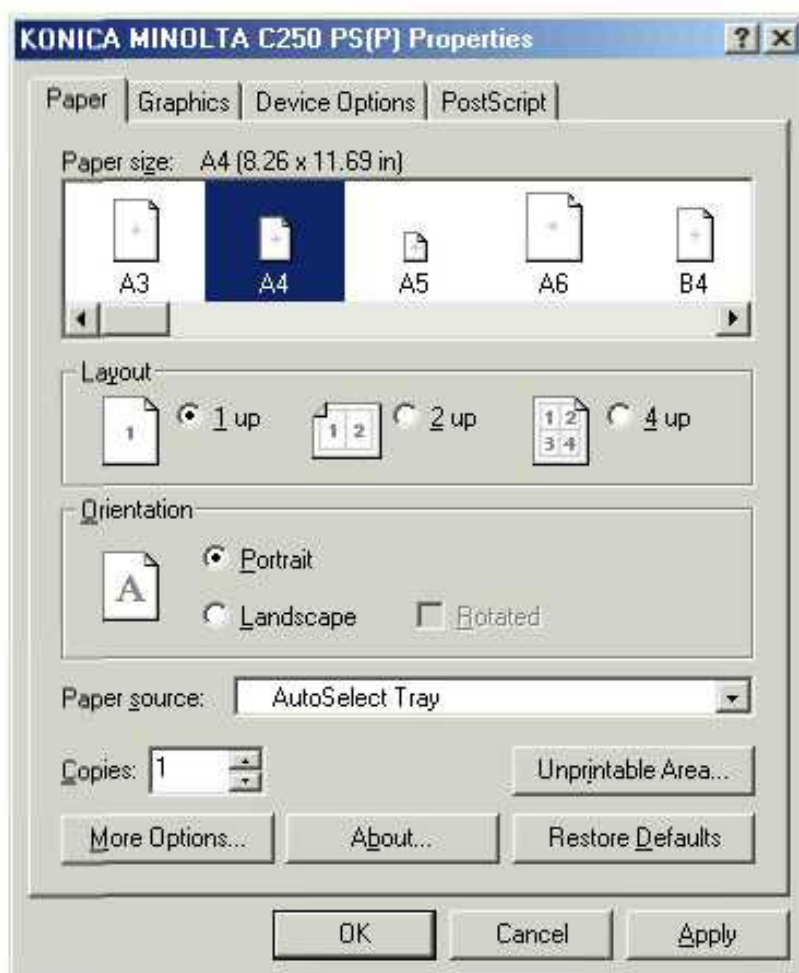 KONICA MINOLTA C250 PS(P) Properties
Paper Graphics Device Options PostScript
Paper size: A4 (8.26 x 11.69 in)
A3 A4 A5 A6 B4
Layout
1 1 up 1 2 2 up 1 2 3 4 4 up
Orientation
A Portrait
Landscape Rotated
Paper source: AutoSelect Tray
Copies: 1 Unprintable Area...
More Options... About... Restore Defaults
OK Cancel Apply